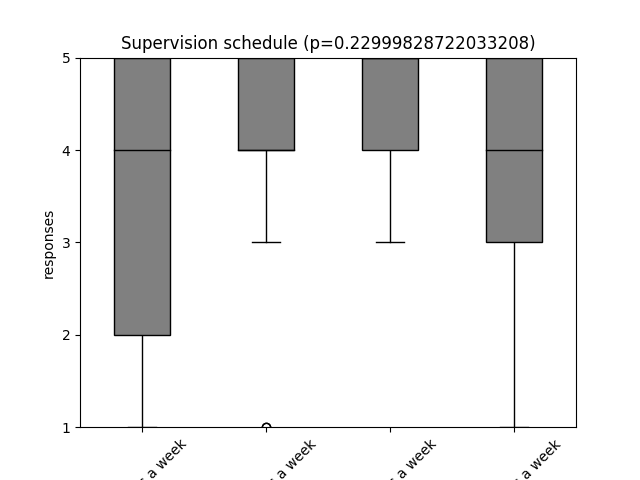 Supervision schedule (p=0.22999828722033208)
responses
5
4
3
2
1
a week
a week
a week
a week